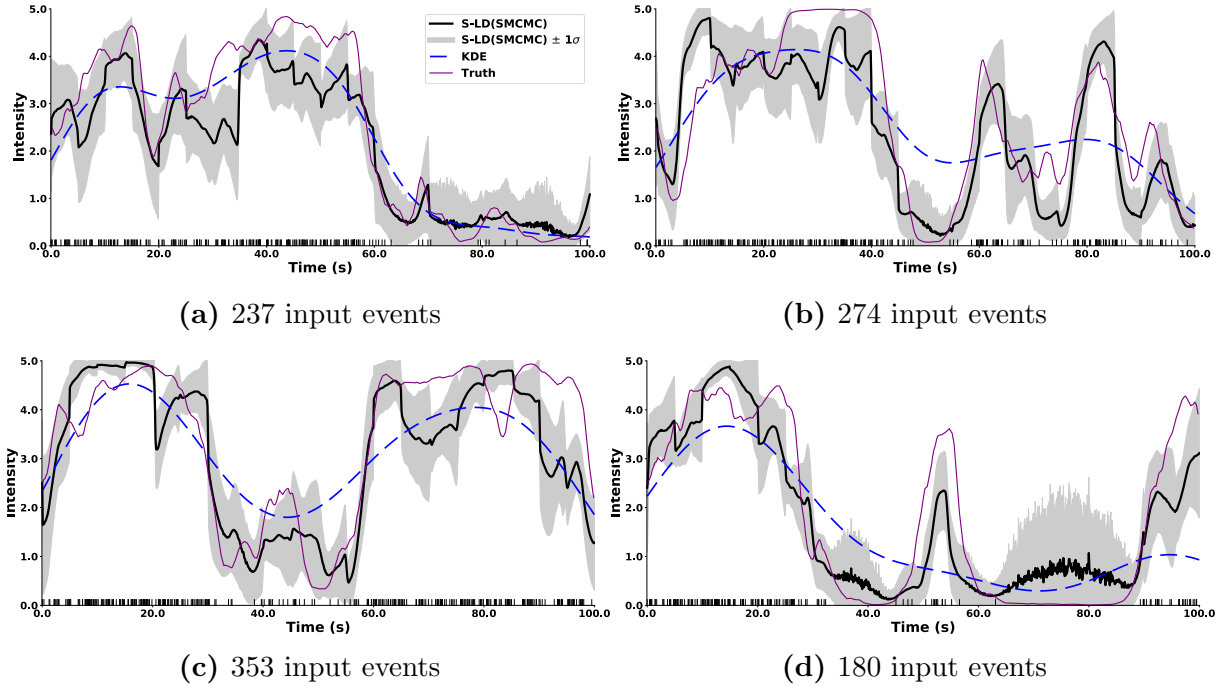 5.0
4.0
3.0
2.0
1.0
0.0
Intensity
S-LD(SMCMC)
S-LD(SMCMC) ± 1σ
KDE
Truth
0.0 20.0 40.0 60.0 80.0 100.0
Time (s)
(a) 237 input events
5.0
4.0
3.0
2.0
1.0
0.0
Intensity
0.0 20.0 40.0 60.0 80.0 100.0
Time (s)
(b) 274 input events
5.0
4.0
3.0
2.0
1.0
0.0
Intensity
0.0 20.0 40.0 60.0 80.0 100.0
Time (s)
(c) 353 input events
5.0
4.0
3.0
2.0
1.0
0.0
Intensity
0.0 20.0 40.0 60.0 80.0 100.0
Time (s)
(d) 180 input events